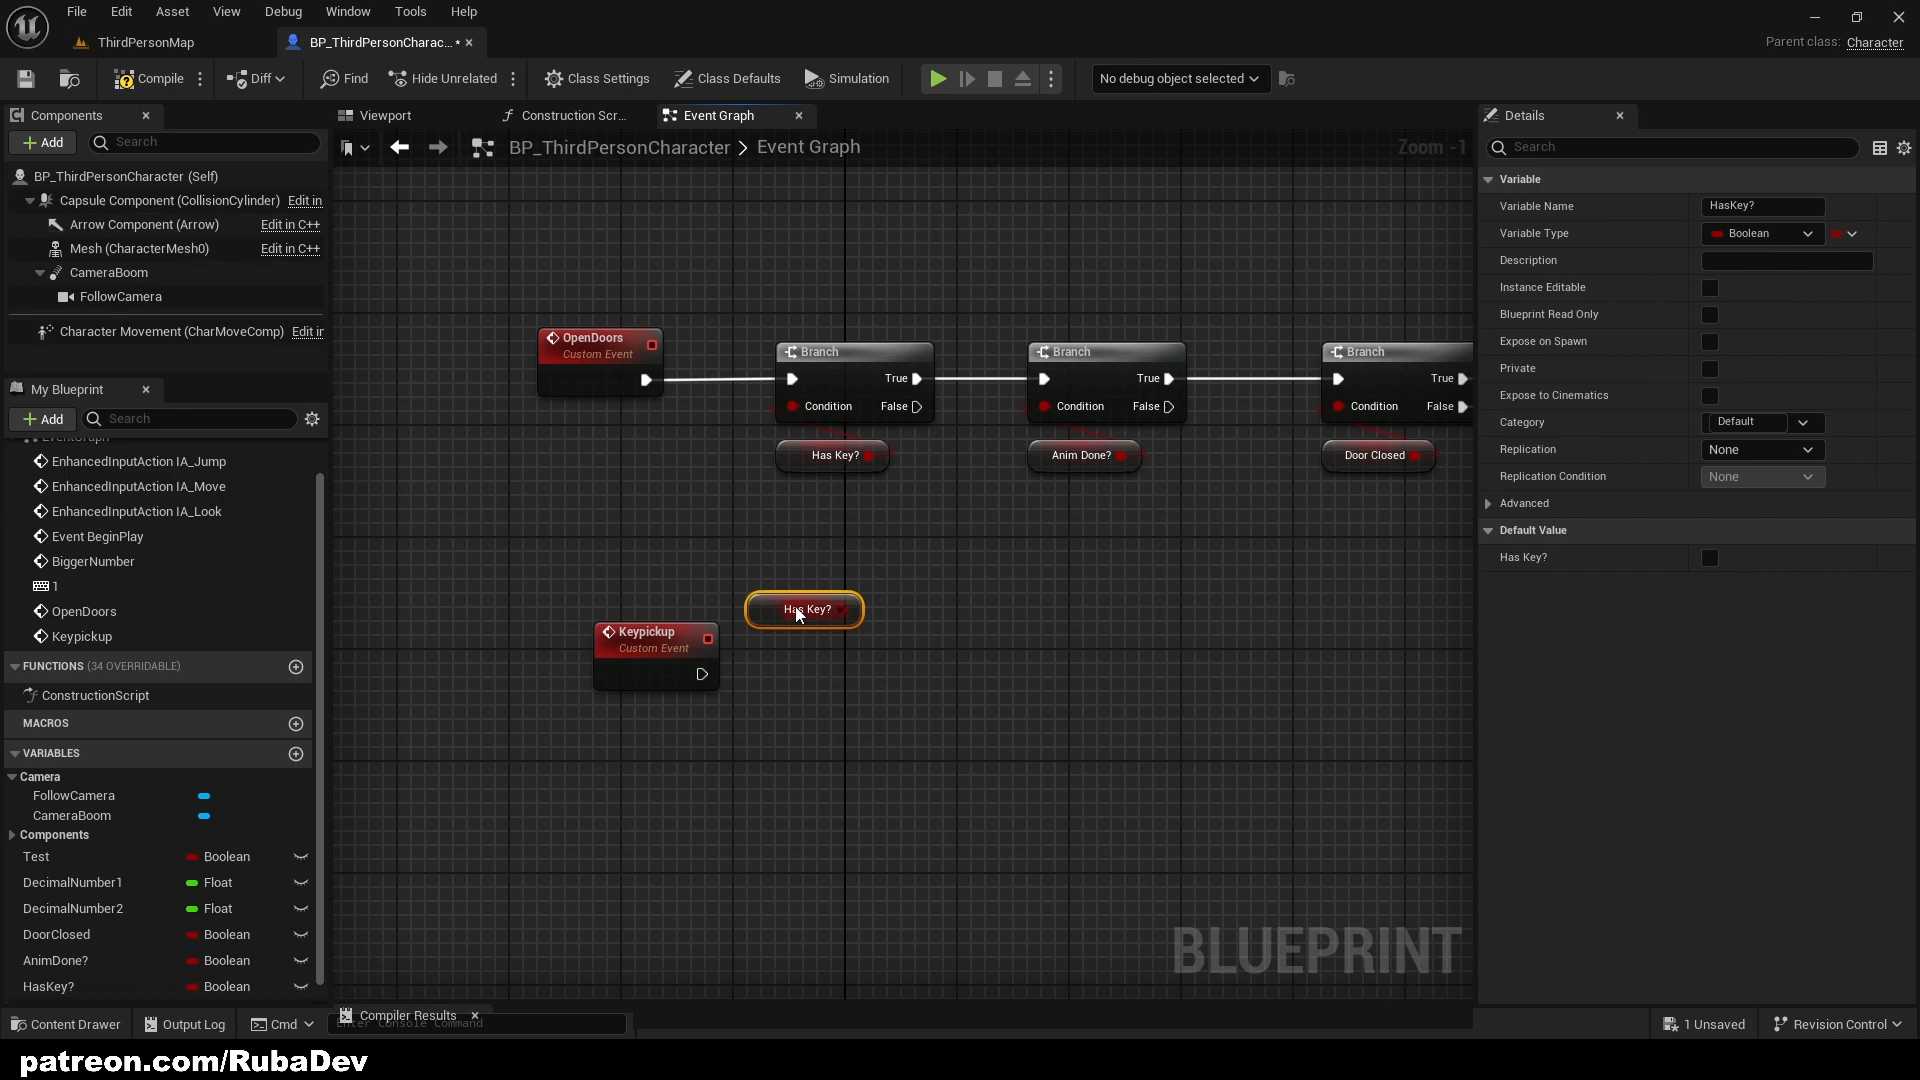 File Edit Asset View Debug Window Tools Help
ThirdPersonMap
BP_ThirdPersonCharac... •
Parent class: Character
Compile
Diff
Find
Hide Unrelated
Class Settings
Class Defaults
Simulation
No debug object selected
Components
Add
Search
BP_ThirdPersonCharacter (Self)
Capsule Component (CollisionCylinder) Edit in
Arrow Component (Arrow) Edit in C++
Mesh (CharacterMesh0) Edit in C++
CameraBoom
FollowCamera
Character Movement (CharMoveComp) Edit ir
My Blueprint
Add
Search
EventGraph
EnhancedInputAction IA_Jump
EnhancedInputAction IA_Move
EnhancedInputAction IA_Look
Event BeginPlay
BiggerNumber
1
OpenDoors
Keypickup
FUNCTIONS (34 OVERRIDABLE)
ConstructionScript
MACROS
VARIABLES
Camera
FollowCamera
CameraBoom
Components
Test Boolean
DecimalNumber1 Float
DecimalNumber2 Float
DoorClosed Boolean
AnimDone? Boolean
HasKey? Boolean
Viewport
Construction Scr...
Event Graph
BP_ThirdPersonCharacter > Event Graph
Zoom -1
OpenDoors
Custom Event
Branch
True
Condition False
Has Key?
Branch
True
Condition False
Anim Done?
Branch
True
Condition False
Door Closed
Has Key?
Keypickup
Custom Event
BLUEPRINT
Details
Search
Variable
Variable Name HasKey?
Variable Type Boolean
Description
Instance Editable
Blueprint Read Only
Expose on Spawn
Private
Expose to Cinematics
Category Default
Replication None
Replication Condition None
Advanced
Default Value
Has Key?
Compiler Results
Content Drawer
Output Log
Cmd
Enter Console Command
1 Unsaved
Revision Control
patreon.com/RubaDev